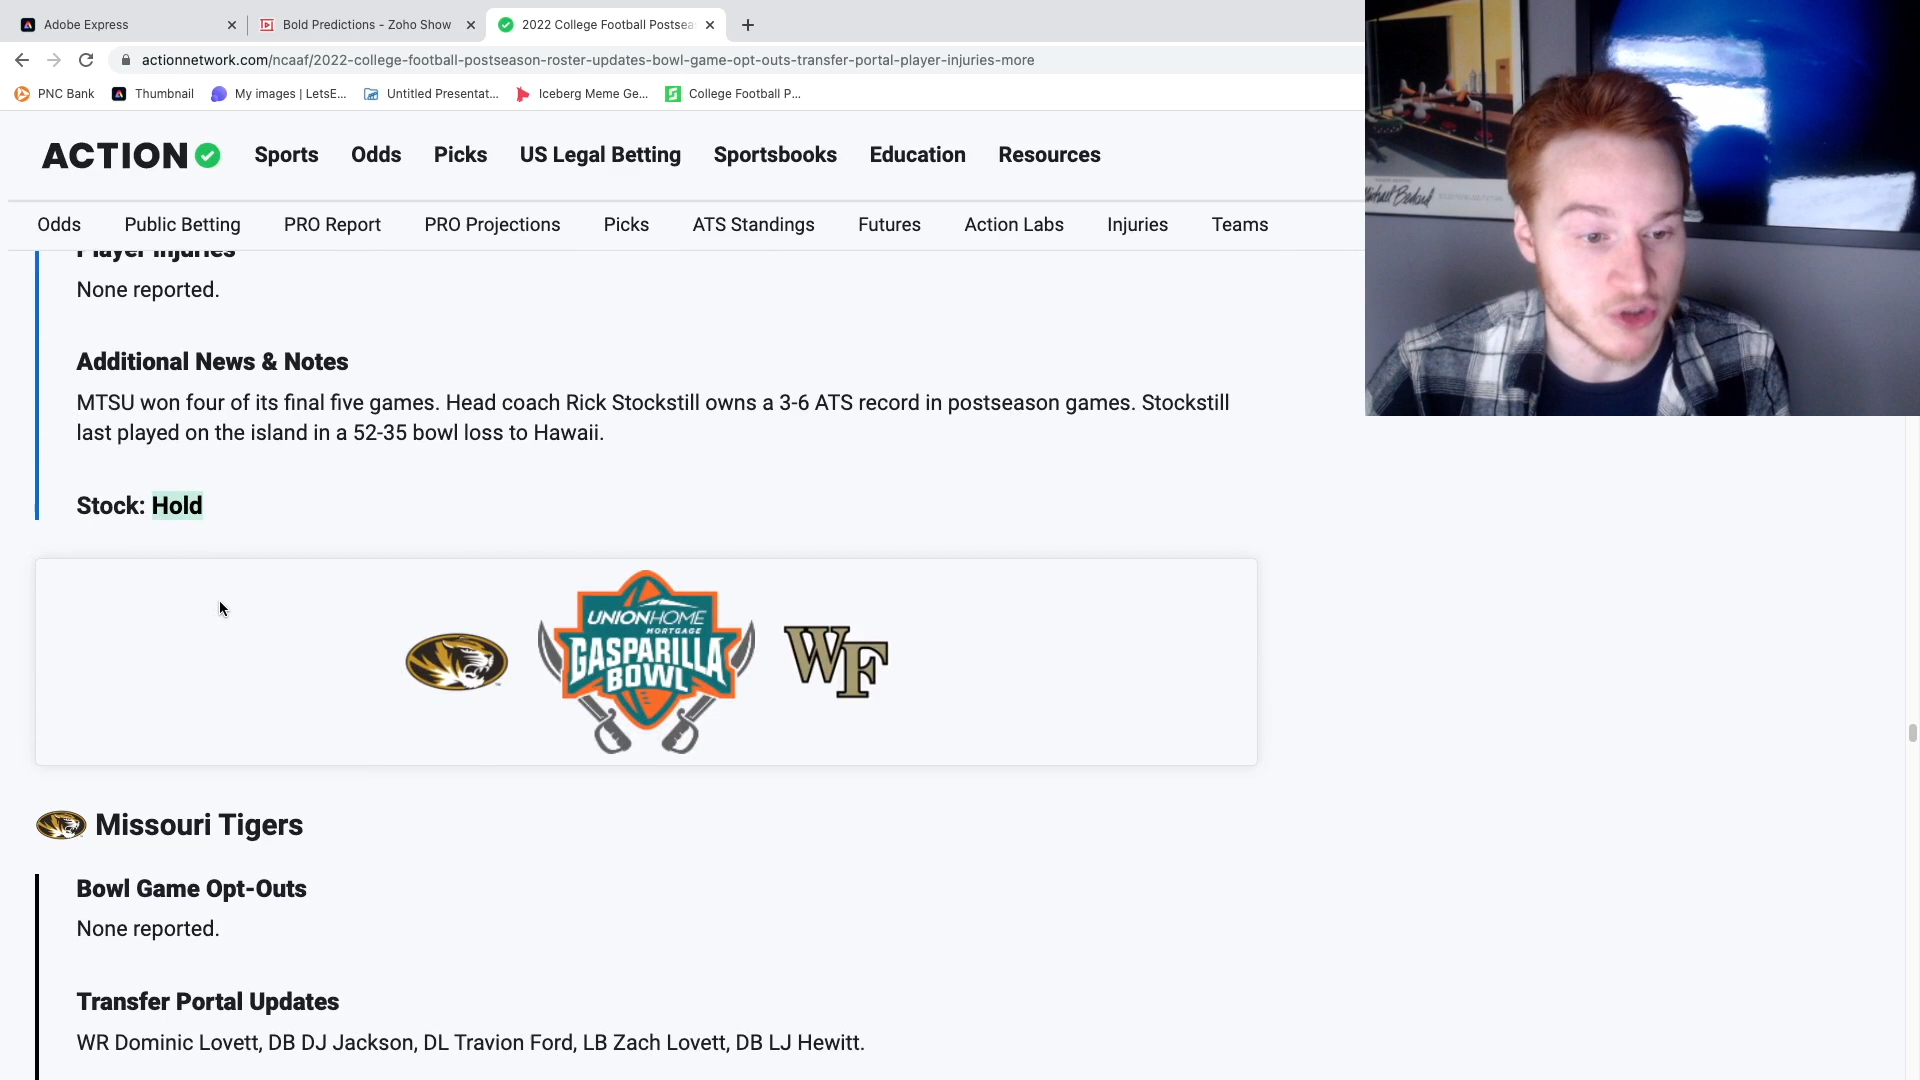 Adobe Express
Bold Predictions - Zoho Show
2022 College Football Postsea
actionnetwork.com/ncaaf/2022-college-football-postseason-roster-updates-bowl-game-opt-outs-transfer-portal-player-injuries-more
PNC Bank Thumbnail My images | LetsE... Untitled Presentat... Iceberg Meme Ge... College Football P...
ACTION Sports Odds Picks US Legal Betting Sportsbooks Education Resources
Odds Public Betting PRO Report PRO Projections Picks ATS Standings Futures Action Labs Injuries Teams
Player Injuries
None reported.
Additional News & Notes
MTSU won four of its final five games. Head coach Rick Stockstill owns a 3-6 ATS record in postseason games. Stockstill
last played on the island in a 52-35 bowl loss to Hawaii.
Stock: Hold
UNION HOME
MORTGAGE
GASPARILLA
BOWL
WF
Missouri Tigers
Bowl Game Opt-Outs
None reported.
Transfer Portal Updates
WR Dominic Lovett, DB DJ Jackson, DL Travion Ford, LB Zach Lovett, DB LJ Hewitt.